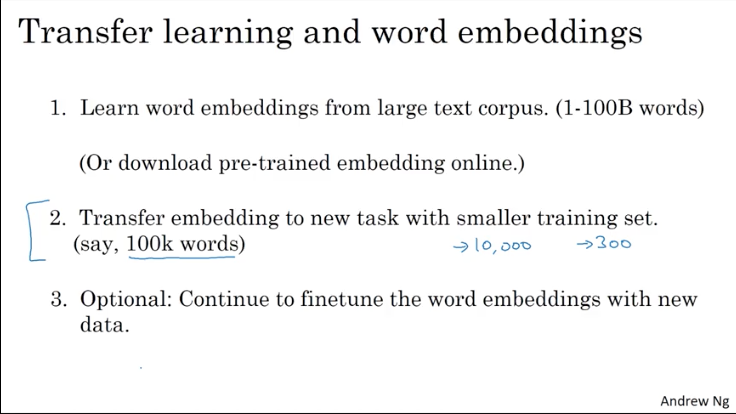 Transfer learning and word embeddings
1. Learn word embeddings from large text corpus. (1-100B words)
(Or download pre-trained embedding online.)
2. Transfer embedding to new task with smaller training set.
(say, 100k words) →10,000 →300
3. Optional: Continue to finetune the word embeddings with new
data.
Andrew Ng